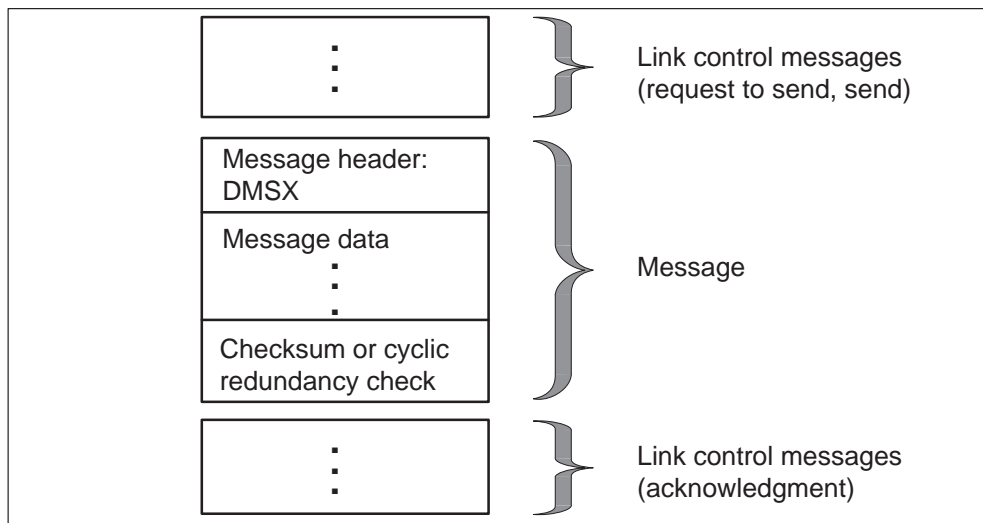 Link control messages
(request to send, send)
Message header:
DMSX
Message data
Message
Checksum or cyclic
redundancy check
Link control messages
(acknowledgment)